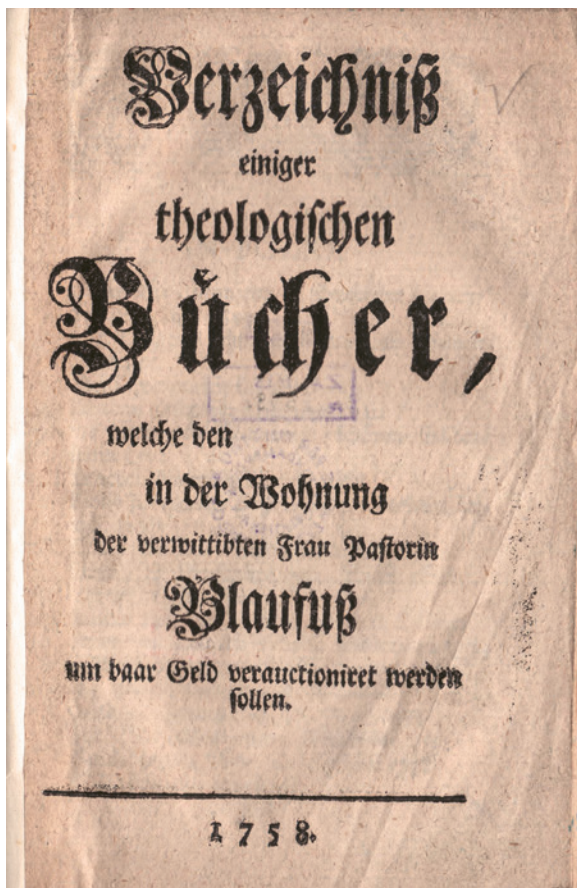 Verzeichniß
einiger
theologischen
Bücher,
welche den
in der Wohnung
der verwittibten Frau Pastorin
Blaufuß
um baar Geld verauctioniret werden
sollen.
1758.